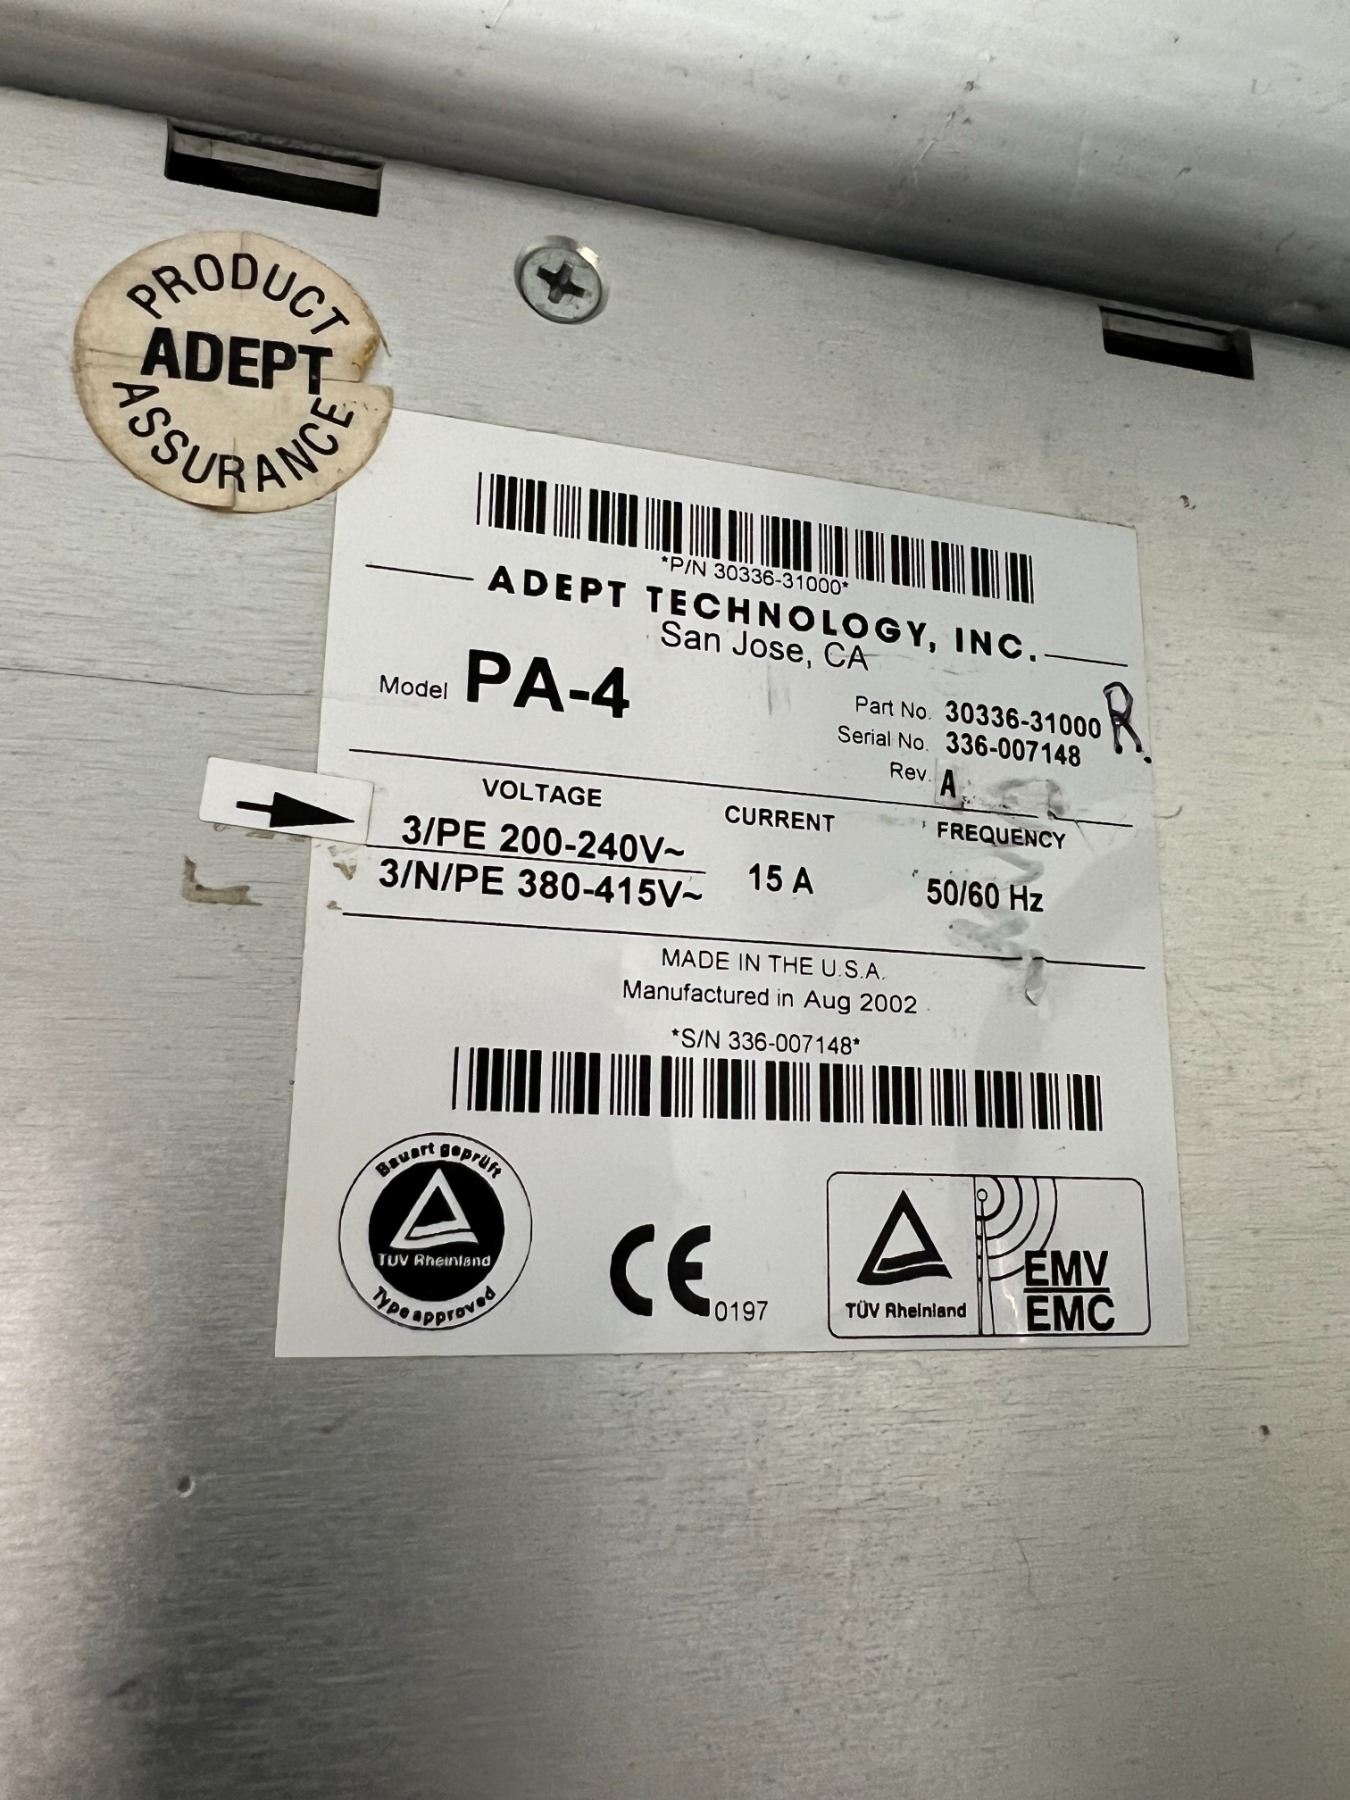 PRODUCT
ADEPT
ASSURANCE
*P/N 30336-31000*
ADEPT TECHNOLOGY, INC.
San Jose, CA
Model PA-4
Part No. 30336-31000 R.
Serial No. 336-007148
Rev. A
VOLTAGE CURRENT FREQUENCY
3/PE 200-240V~
3/N/PE 380-415V~ 15 A 50/60 Hz
MADE IN THE U.S.A.
Manufactured in Aug 2002
*S/N 336-007148*
Bauart geprüft
TÜV Rheinland
Type approved
CE 0197
TÜV Rheinland
EMV
EMC